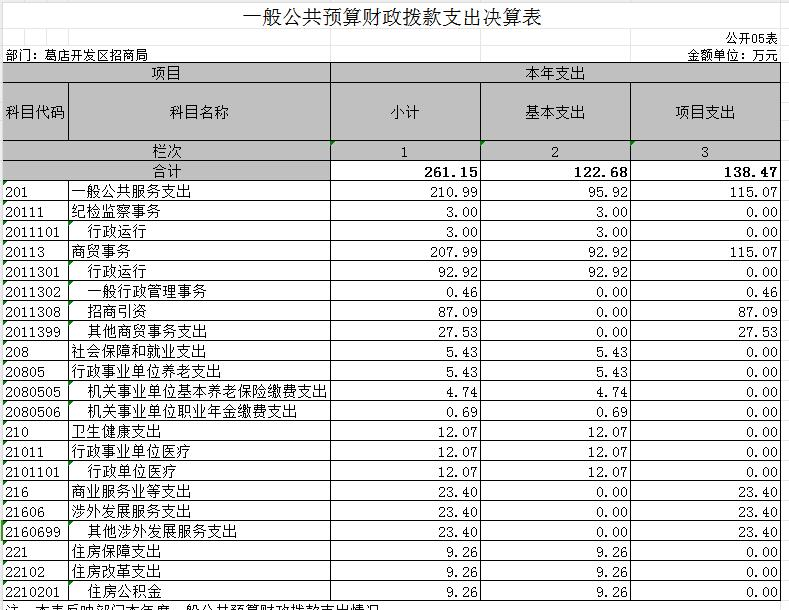 一般公共预算财政拨款支出决算表
公开05表
部门：葛店开发区招商局 金额单位：万元
项目 本年支出
科目代码 科目名称 小计 基本支出 项目支出
栏次 1 2 3
合计 261.15 122.68 138.47
201 一般公共服务支出 210.99 95.92 115.07
20111 纪检监察事务 3.00 3.00 0.00
2011101 行政运行 3.00 3.00 0.00
20113 商贸事务 207.99 92.92 115.07
2011301 行政运行 92.92 92.92 0.00
2011302 一般行政管理事务 0.46 0.00 0.46
2011308 招商引资 87.09 0.00 87.09
2011399 其他商贸事务支出 27.53 0.00 27.53
208 社会保障和就业支出 5.43 5.43 0.00
20805 行政事业单位养老支出 5.43 5.43 0.00
2080505 机关事业单位基本养老保险缴费支出 4.74 4.74 0.00
2080506 机关事业单位职业年金缴费支出 0.69 0.69 0.00
210 卫生健康支出 12.07 12.07 0.00
21011 行政事业单位医疗 12.07 12.07 0.00
2101101 行政单位医疗 12.07 12.07 0.00
216 商业服务业等支出 23.40 0.00 23.40
21606 涉外发展服务支出 23.40 0.00 23.40
2160699 其他涉外发展服务支出 23.40 0.00 23.40
221 住房保障支出 9.26 9.26 0.00
22102 住房改革支出 9.26 9.26 0.00
2210201 住房公积金 9.26 9.26 0.00
注：本表反映部门本年度一般公共预算财政拨款支出情况